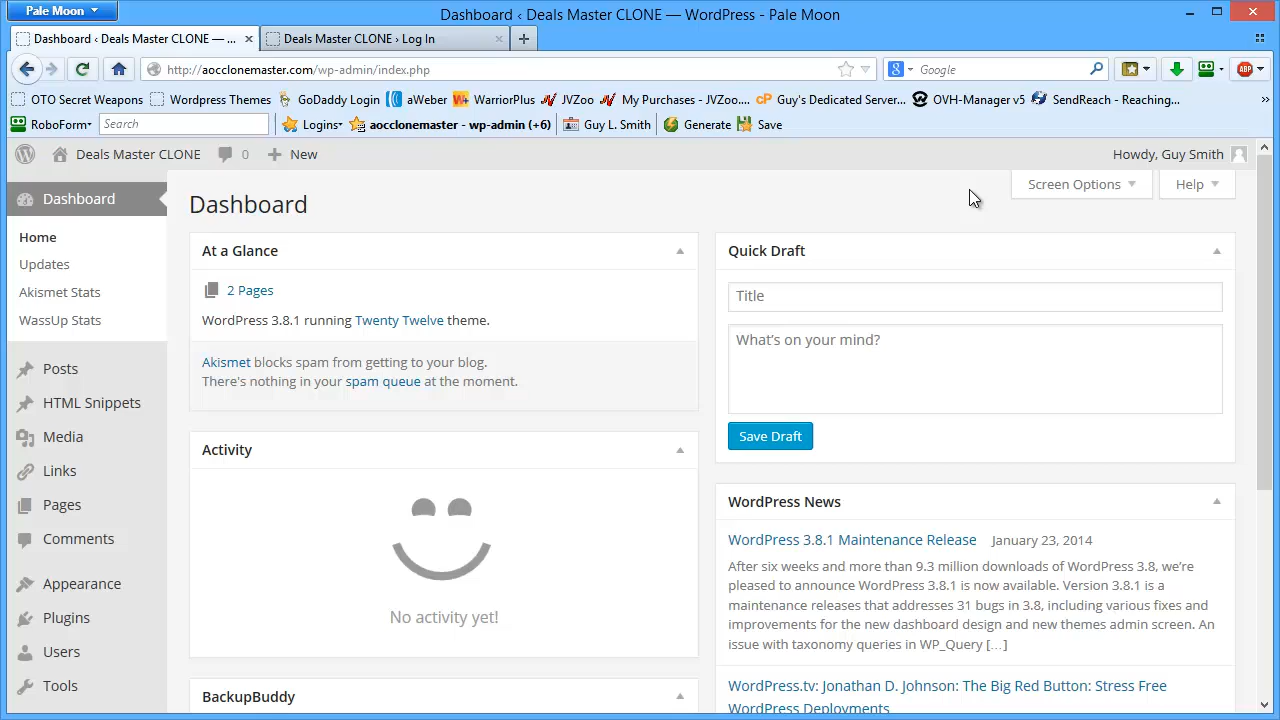 Pale Moon
Dashboard ‹ Deals Master CLONE — WordPress - Pale Moon
Dashboard ‹ Deals Master CLONE — ...
Deals Master CLONE › Log In
http://aocclonemaster.com/wp-admin/index.php
Google
OTO Secret Weapons
Wordpress Themes
GoDaddy Login
aWeber
WarriorPlus
JVZoo
My Purchases - JVZoo....
Guy's Dedicated Server...
OVH-Manager v5
SendReach - Reaching...
RoboForm
Search
Logins
aocclonemaster - wp-admin (+6)
Guy L. Smith
Generate
Save
Deals Master CLONE
0
New
Howdy, Guy Smith
Screen Options
Help
Dashboard
Home
Updates
Akismet Stats
WassUp Stats
Posts
HTML Snippets
Media
Links
Pages
Comments
Appearance
Plugins
Users
Tools
Dashboard
At a Glance
2 Pages
WordPress 3.8.1 running Twenty Twelve theme.
Akismet blocks spam from getting to your blog.
There's nothing in your spam queue at the moment.
Activity
No activity yet!
BackupBuddy
Quick Draft
Title
What's on your mind?
Save Draft
WordPress News
WordPress 3.8.1 Maintenance Release January 23, 2014
After six weeks and more than 9.3 million downloads of WordPress 3.8, we're
pleased to announce WordPress 3.8.1 is now available. Version 3.8.1 is a
maintenance releases that addresses 31 bugs in 3.8, including various fixes and
improvements for the new dashboard design and new themes admin screen. An
issue with taxonomy queries in WP_Query […]
WordPress.tv: Jonathan D. Johnson: The Big Red Button: Stress Free
WordPress Deployments